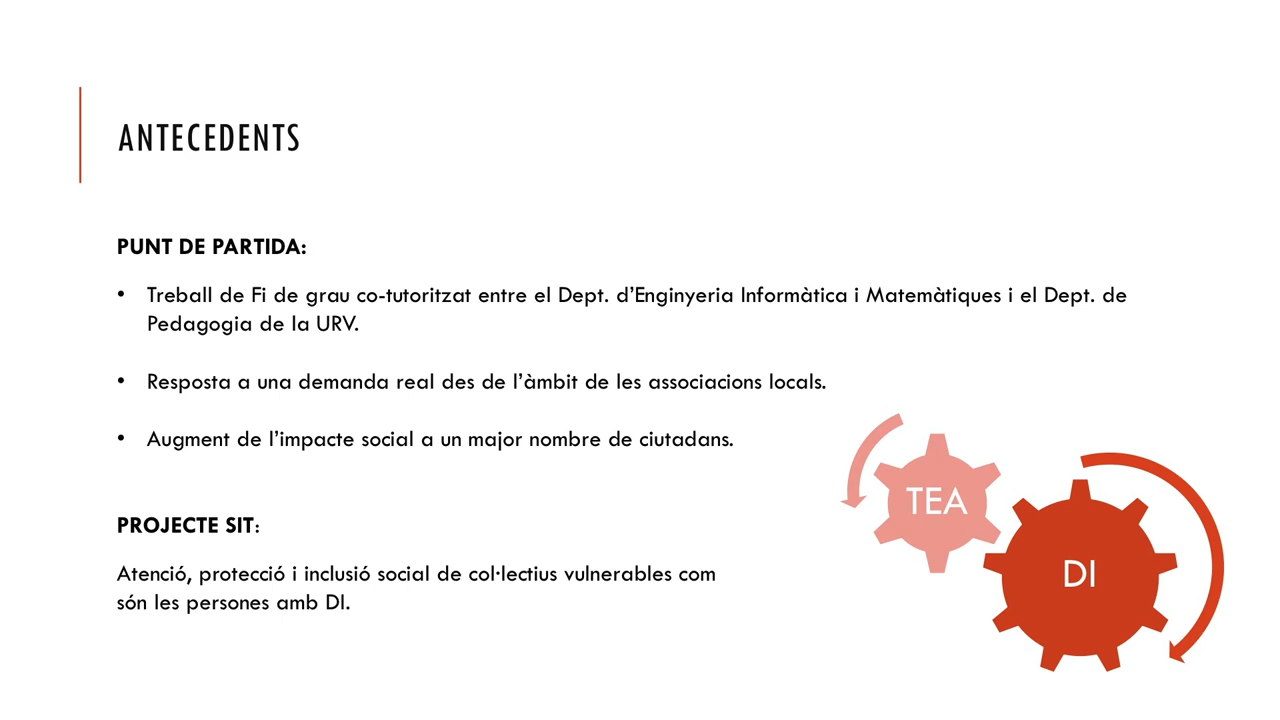 ANTECEDENTS
PUNT DE PARTIDA:
• Treball de Fi de grau co-tutoritzat entre el Dept. d’Enginyeria Informàtica i Matemàtiques i el Dept. de
Pedagogia de la URV.
• Resposta a una demanda real des de l’àmbit de les associacions locals.
• Augment de l’impacte social a un major nombre de ciutadans.
PROJECTE SIT:
Atenció, protecció i inclusió social de col·lectius vulnerables com
són les persones amb DI.
TEA
DI